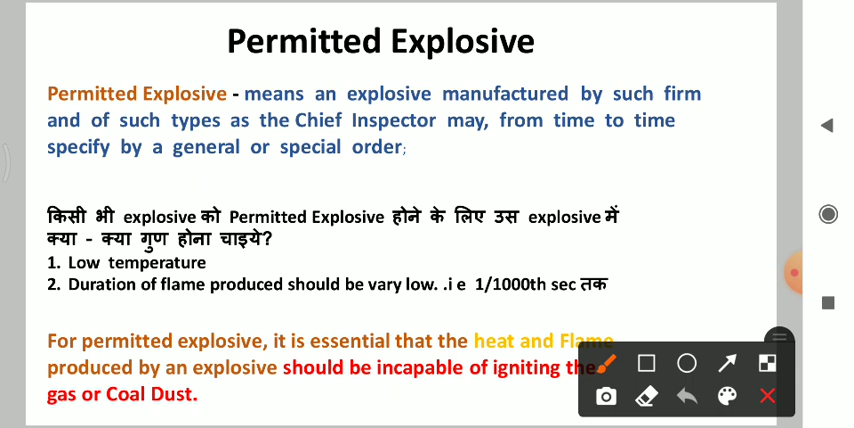 Permitted Explosive
Permitted Explosive - means an explosive manufactured by such firm
and of such types as the Chief Inspector may, from time to time
specify by a general or special order;
किसी भी explosive को Permitted Explosive होने के लिए उस explosive में
क्या - क्या गुण होना चाइये?
1. Low temperature
2. Duration of flame produced should be vary low. .i e 1/1000th sec तक
For permitted explosive, it is essential that the heat and Flame
produced by an explosive should be incapable of igniting the
gas or Coal Dust.